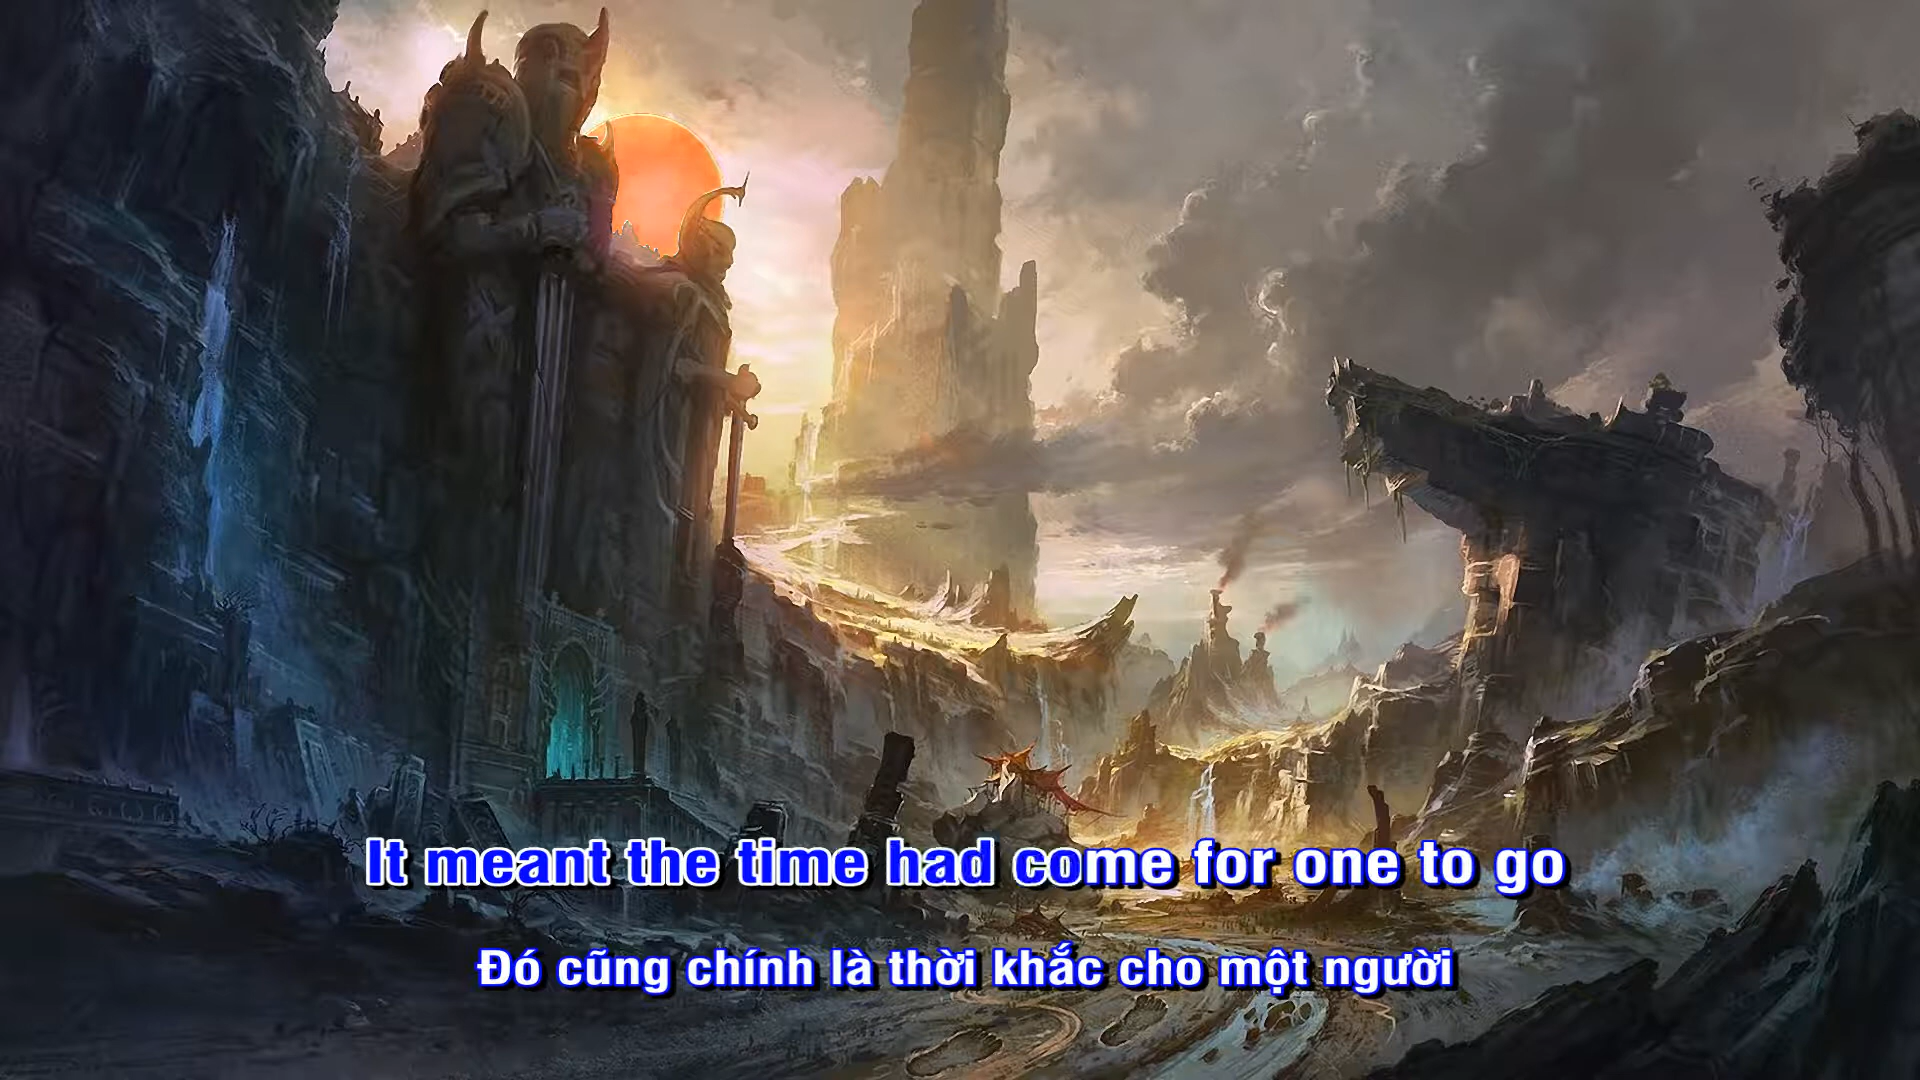 It meant the time had come for one to go
Đó cũng chính là thời khắc cho một người